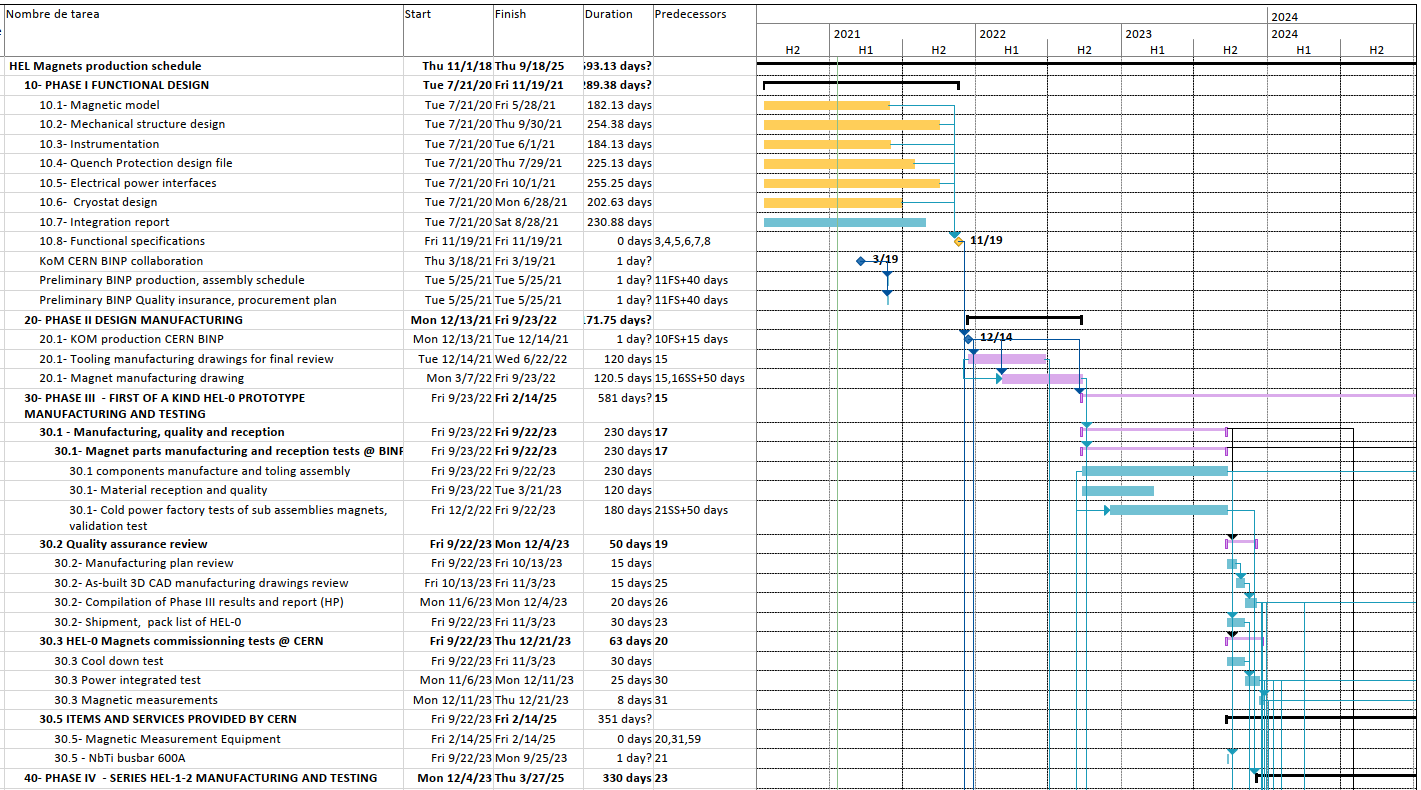 Nombre de tarea Start Finish Duration Predecessors
2024
2021 2022 2023 2024
H2 H1 H2 H1 H2 H1 H2 H1 H2
HEL Magnets production schedule Thu 11/1/18 Thu 9/18/25 593.13 days?
10- PHASE I FUNCTIONAL DESIGN Tue 7/21/20 Fri 11/19/21 289.38 days?
10.1- Magnetic model Tue 7/21/20 Fri 5/28/21 182.13 days
10.2- Mechanical structure design Tue 7/21/20 Thu 9/30/21 254.38 days
10.3- Instrumentation Tue 7/21/20 Tue 6/1/21 184.13 days
10.4- Quench Protection design file Tue 7/21/20 Thu 7/29/21 225.13 days
10.5- Electrical power interfaces Tue 7/21/20 Fri 10/1/21 255.25 days
10.6- Cryostat design Tue 7/21/20 Mon 6/28/21 202.63 days
10.7- Integration report Tue 7/21/20 Sat 8/28/21 230.88 days
10.8- Functional specifications Fri 11/19/21 Fri 11/19/21 0 days 3,4,5,6,7,8 11/19
KoM CERN BINP collaboration Thu 3/18/21 Fri 3/19/21 1 day? 3/19
Preliminary BINP production, assembly schedule Tue 5/25/21 Tue 5/25/21 1 day? 11FS+40 days
Preliminary BINP Quality insurance, procurement plan Tue 5/25/21 Tue 5/25/21 1 day? 11FS+40 days
20- PHASE II DESIGN MANUFACTURING Mon 12/13/21 Fri 9/23/22 171.75 days?
20.1- KOM production CERN BINP Mon 12/13/21 Tue 12/14/21 1 day? 10FS+15 days 12/14
20.1- Tooling manufacturing drawings for final review Tue 12/14/21 Wed 6/22/22 120 days 15
20.1- Magnet manufacturing drawing Mon 3/7/22 Fri 9/23/22 120.5 days 15,16SS+50 days
30- PHASE III - FIRST OF A KIND HEL-0 PROTOTYPE Fri 9/23/22 Fri 2/14/25 581 days? 15
MANUFACTURING AND TESTING
30.1 - Manufacturing, quality and reception Fri 9/23/22 Fri 9/22/23 230 days 17
30.1- Magnet parts manufacturing and reception tests @ BINP Fri 9/23/22 Fri 9/22/23 230 days 17
30.1 components manufacture and toling assembly Fri 9/23/22 Fri 9/22/23 230 days
30.1- Material reception and quality Fri 9/23/22 Tue 3/21/23 120 days
30.1- Cold power factory tests of sub assemblies magnets, Fri 12/2/22 Fri 9/22/23 180 days 21SS+50 days
validation test
30.2 Quality assurance review Fri 9/22/23 Mon 12/4/23 50 days 19
30.2- Manufacturing plan review Fri 9/22/23 Fri 10/13/23 15 days
30.2- As-built 3D CAD manufacturing drawings review Fri 10/13/23 Fri 11/3/23 15 days 25
30.2- Compilation of Phase III results and report (HP) Mon 11/6/23 Mon 12/4/23 20 days 26
30.2- Shipment, pack list of HEL-0 Fri 9/22/23 Fri 11/3/23 30 days 23
30.3 HEL-0 Magnets commissionning tests @ CERN Fri 9/22/23 Thu 12/21/23 63 days 20
30.3 Cool down test Fri 9/22/23 Fri 11/3/23 30 days
30.3 Power integrated test Mon 11/6/23 Mon 12/11/23 25 days 30
30.3 Magnetic measurements Mon 12/11/23 Thu 12/21/23 8 days 31
30.5 ITEMS AND SERVICES PROVIDED BY CERN Fri 9/22/23 Fri 2/14/25 351 days?
30.5- Magnetic Measurement Equipment Fri 2/14/25 Fri 2/14/25 0 days 20,31,59
30.5 - NbTi busbar 600A Fri 9/22/23 Mon 9/25/23 1 day? 21
40- PHASE IV - SERIES HEL-1-2 MANUFACTURING AND TESTING Mon 12/4/23 Thu 3/27/25 330 days 23